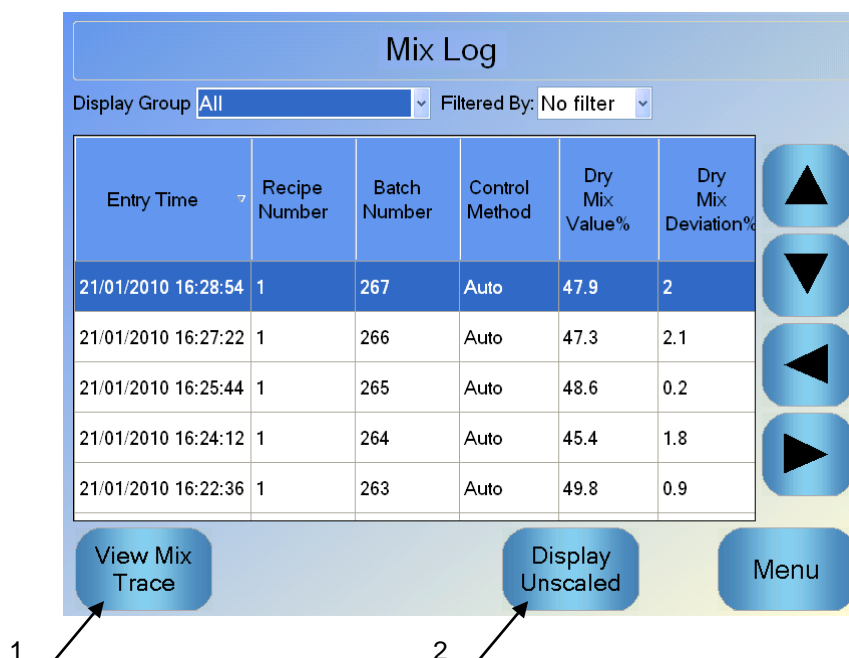 Mix Log
Display Group All Filtered By: No filter
Entry Time Recipe Number Batch Number Control Method Dry Mix Value% Dry Mix Deviation%
21/01/2010 16:28:54 1 267 Auto 47.9 2
21/01/2010 16:27:22 1 266 Auto 47.3 2.1
21/01/2010 16:25:44 1 265 Auto 48.6 0.2
21/01/2010 16:24:12 1 264 Auto 45.4 1.8
21/01/2010 16:22:36 1 263 Auto 49.8 0.9
View Mix Trace
Display Unscaled
Menu
1
2